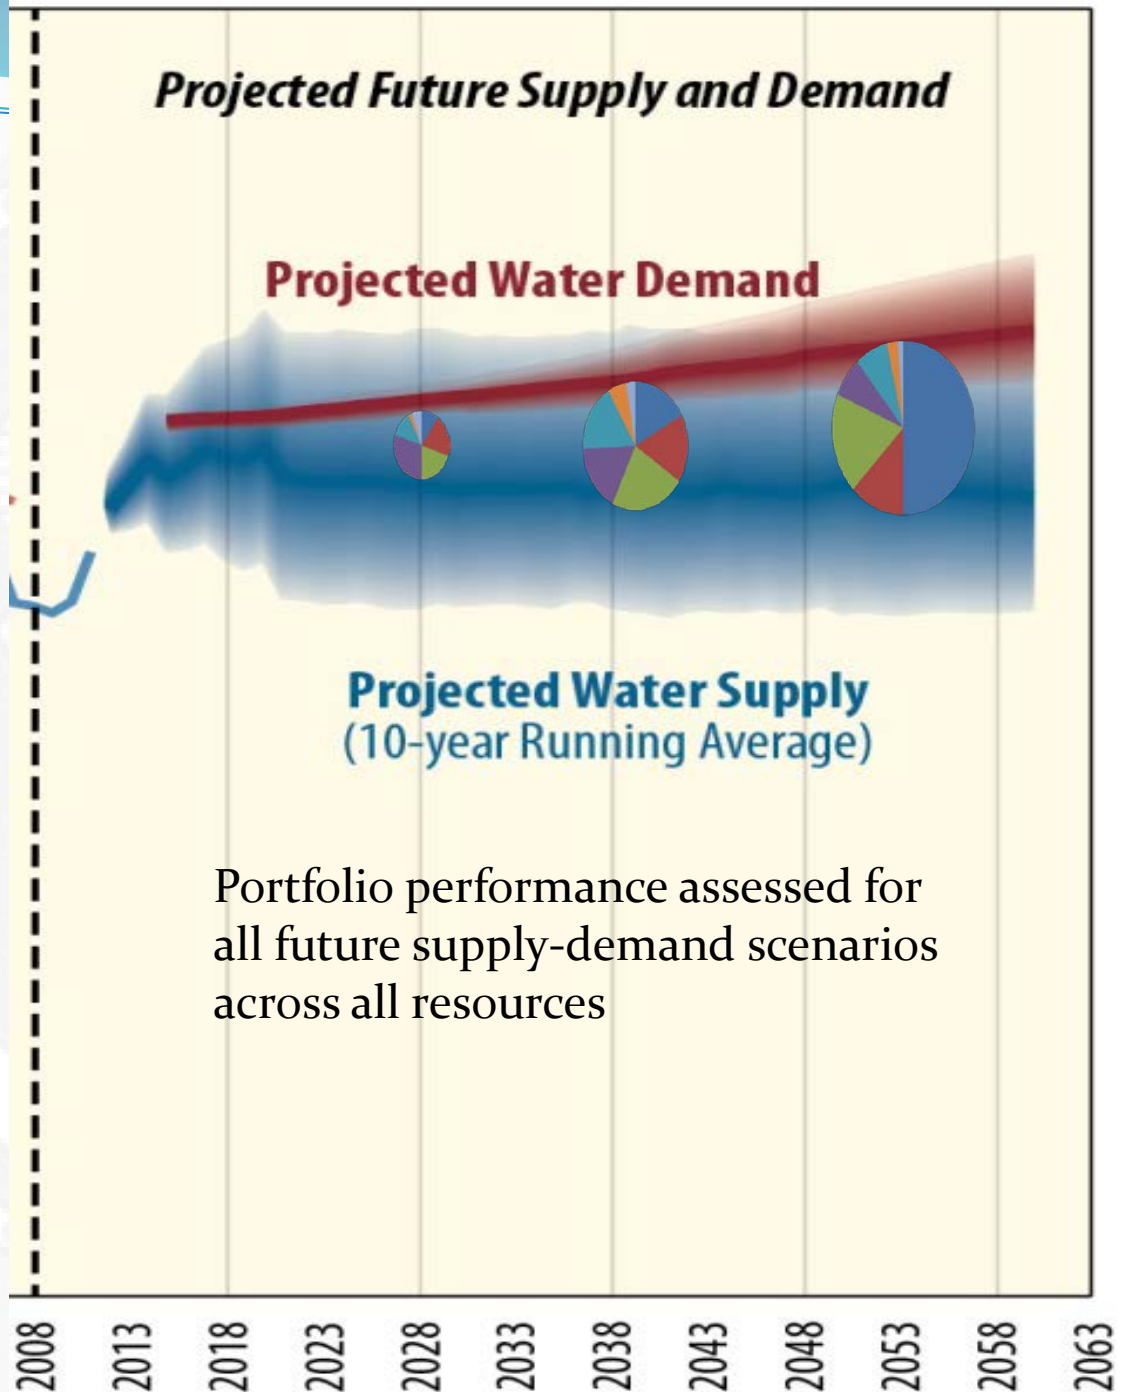 Projected Future Supply and Demand
Projected Water Demand
Projected Water Supply
(10-year Running Average)
Portfolio performance assessed for
all future supply-demand scenarios
across all resources
2008
2013
2018
2023
2028
2033
2038
2043
2048
2053
2058
2063